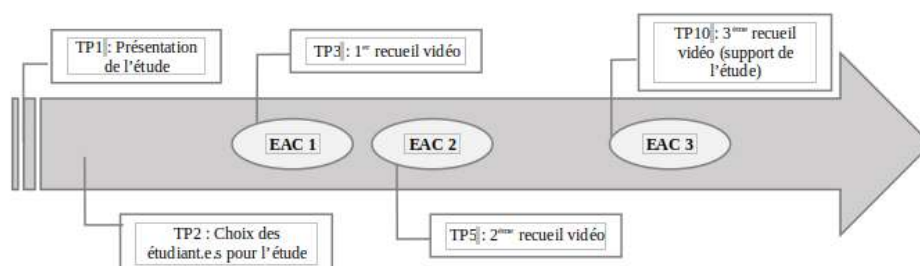 TP1 : Présentation
de l'étude
TP3 : 1er recueil vidéo
TP10 : 3ème recueil
vidéo (support de
l'étude)
EAC 1
EAC 2
EAC 3
TP2 : Choix des
étudiant.e.s pour l'étude
TP5 : 2ème recueil vidéo